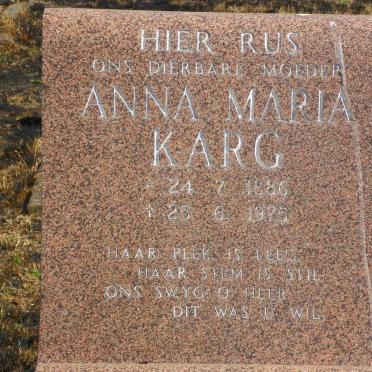 HIER RUS
ONS DIERBARE MOEDER
ANNA MARIA
KARG
* 24 7 1886
† 25 6 1975
HAAR PLEK IS LEEG,
HAAR STEM IS STIL
ONS SWYG O HEER
DIT WAS U WIL.